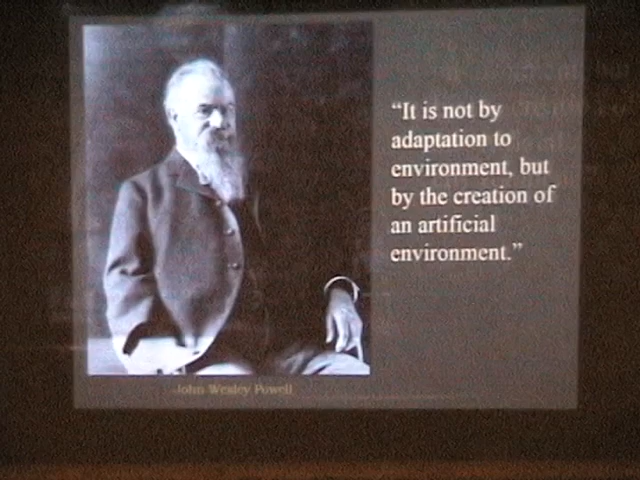 “It is not by
adaptation to
environment, but
by the creation of
an artificial
environment.”
John Wesley Powell